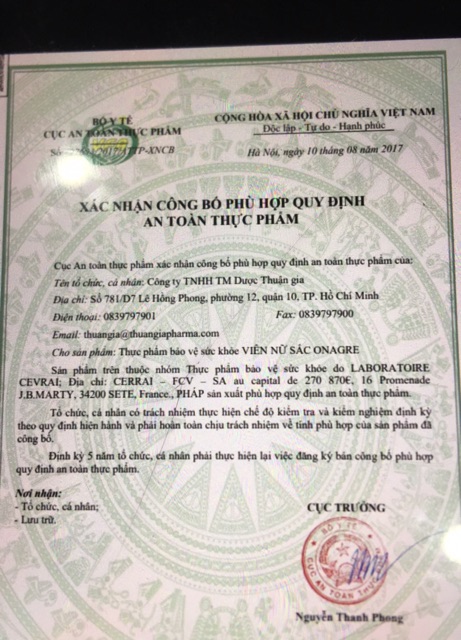 BỘ Y TẾ
CỤC AN TOÀN THỰC PHẨM
Số: /2017/ATTP-XNCB
CỘNG HÒA XÃ HỘI CHỦ NGHĨA VIỆT NAM
Độc lập - Tự do - Hạnh phúc
Hà Nội, ngày 10 tháng 08 năm 2017
XÁC NHẬN CÔNG BỐ PHÙ HỢP QUY ĐỊNH
AN TOÀN THỰC PHẨM
Cục An toàn thực phẩm xác nhận công bố phù hợp quy định an toàn thực phẩm của:
Tên tổ chức, cá nhân: Công ty TNHH TM Dược Thuận gia
Địa chỉ: Số 781/D7 Lê Hồng Phong, phường 12, quận 10, TP. Hồ Chí Minh
Điện thoại: 0839797901 Fax: 0839797900
Email: thuangia@thuangiapharma.com
Cho sản phẩm: Thực phẩm bảo vệ sức khỏe VIÊN NỮ SẮC ONAGRE
Sản phẩm trên thuộc nhóm Thực phẩm bảo vệ sức khỏe do LABORATOIRE
CEVRAI; Địa chỉ: CERRAI – FCV – SA au capital de 270 870€, 16 Promenade
J.B.MARTY, 34200 SETE, France., PHÁP sản xuất phù hợp quy định an toàn thực phẩm.
Tổ chức, cá nhân có trách nhiệm thực hiện chế độ kiểm tra và kiểm nghiệm định kỳ
theo quy định hiện hành và phải hoàn toàn chịu trách nhiệm về tính phù hợp của sản phẩm đã
công bố.
Định kỳ 5 năm tổ chức, cá nhân phải thực hiện lại việc đăng ký bản công bố phù hợp
quy định an toàn thực phẩm.
Nơi nhận:
- Tổ chức, cá nhân;
- Lưu trữ.
CỤC TRƯỞNG
BỘ Y TẾ
CỤC AN TOÀN THỰC
Nguyễn Thanh Phong